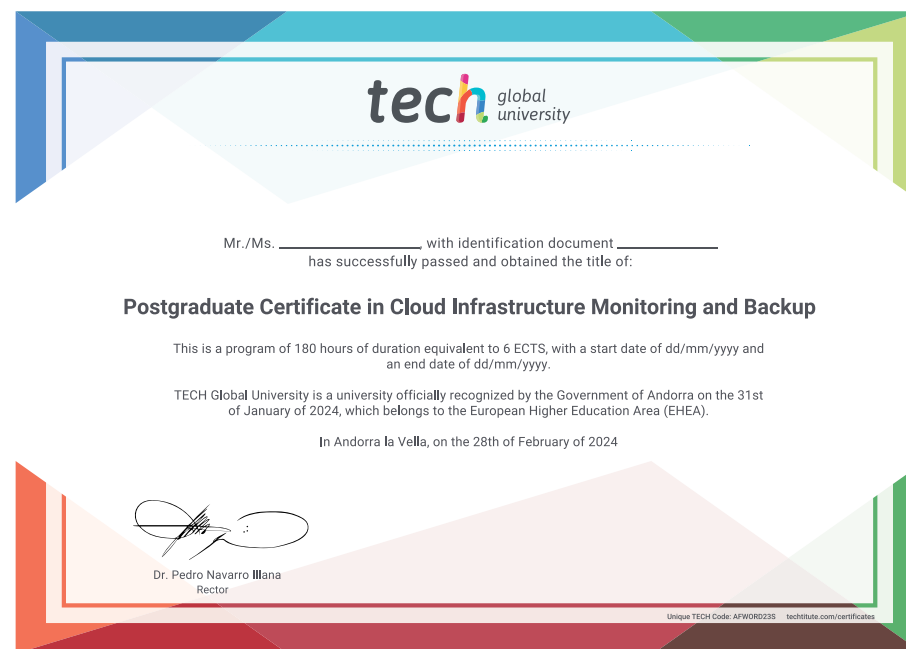 tech global
university
Mr./Ms. ____________________, with identification document ______________
has successfully passed and obtained the title of:
Postgraduate Certificate in Cloud Infrastructure Monitoring and Backup
This is a program of 180 hours of duration equivalent to 6 ECTS, with a start date of dd/mm/yyyy and
an end date of dd/mm/yyyy.
TECH Global University is a university officially recognized by the Government of Andorra on the 31st
of January of 2024, which belongs to the European Higher Education Area (EHEA).
In Andorra la Vella, on the 28th of February of 2024
Dr. Pedro Navarro Illana
Rector
Unique TECH Code: AFWORD23S techtitute.com/certificates